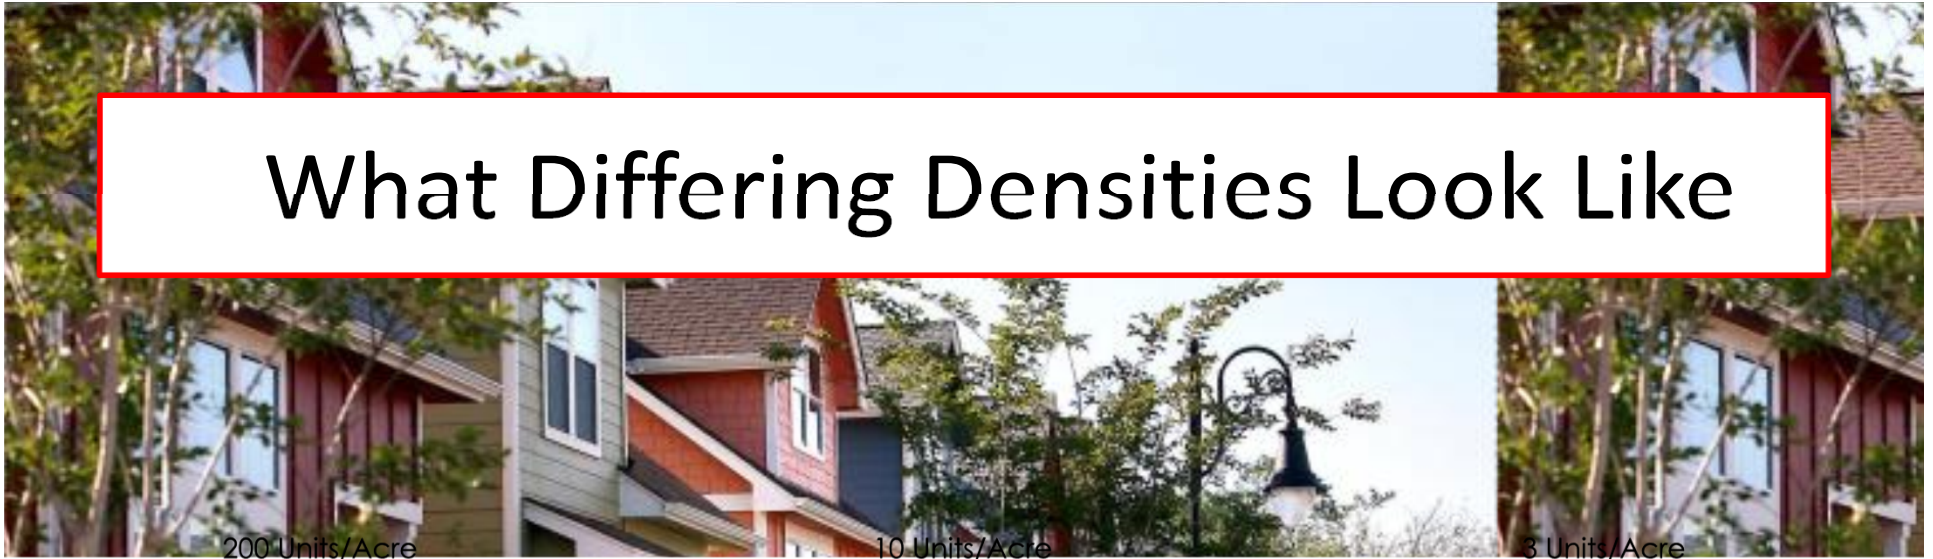 What Differing Densities Look Like
200 Units/Acre 10 Units/Acre 3 Units/Acre